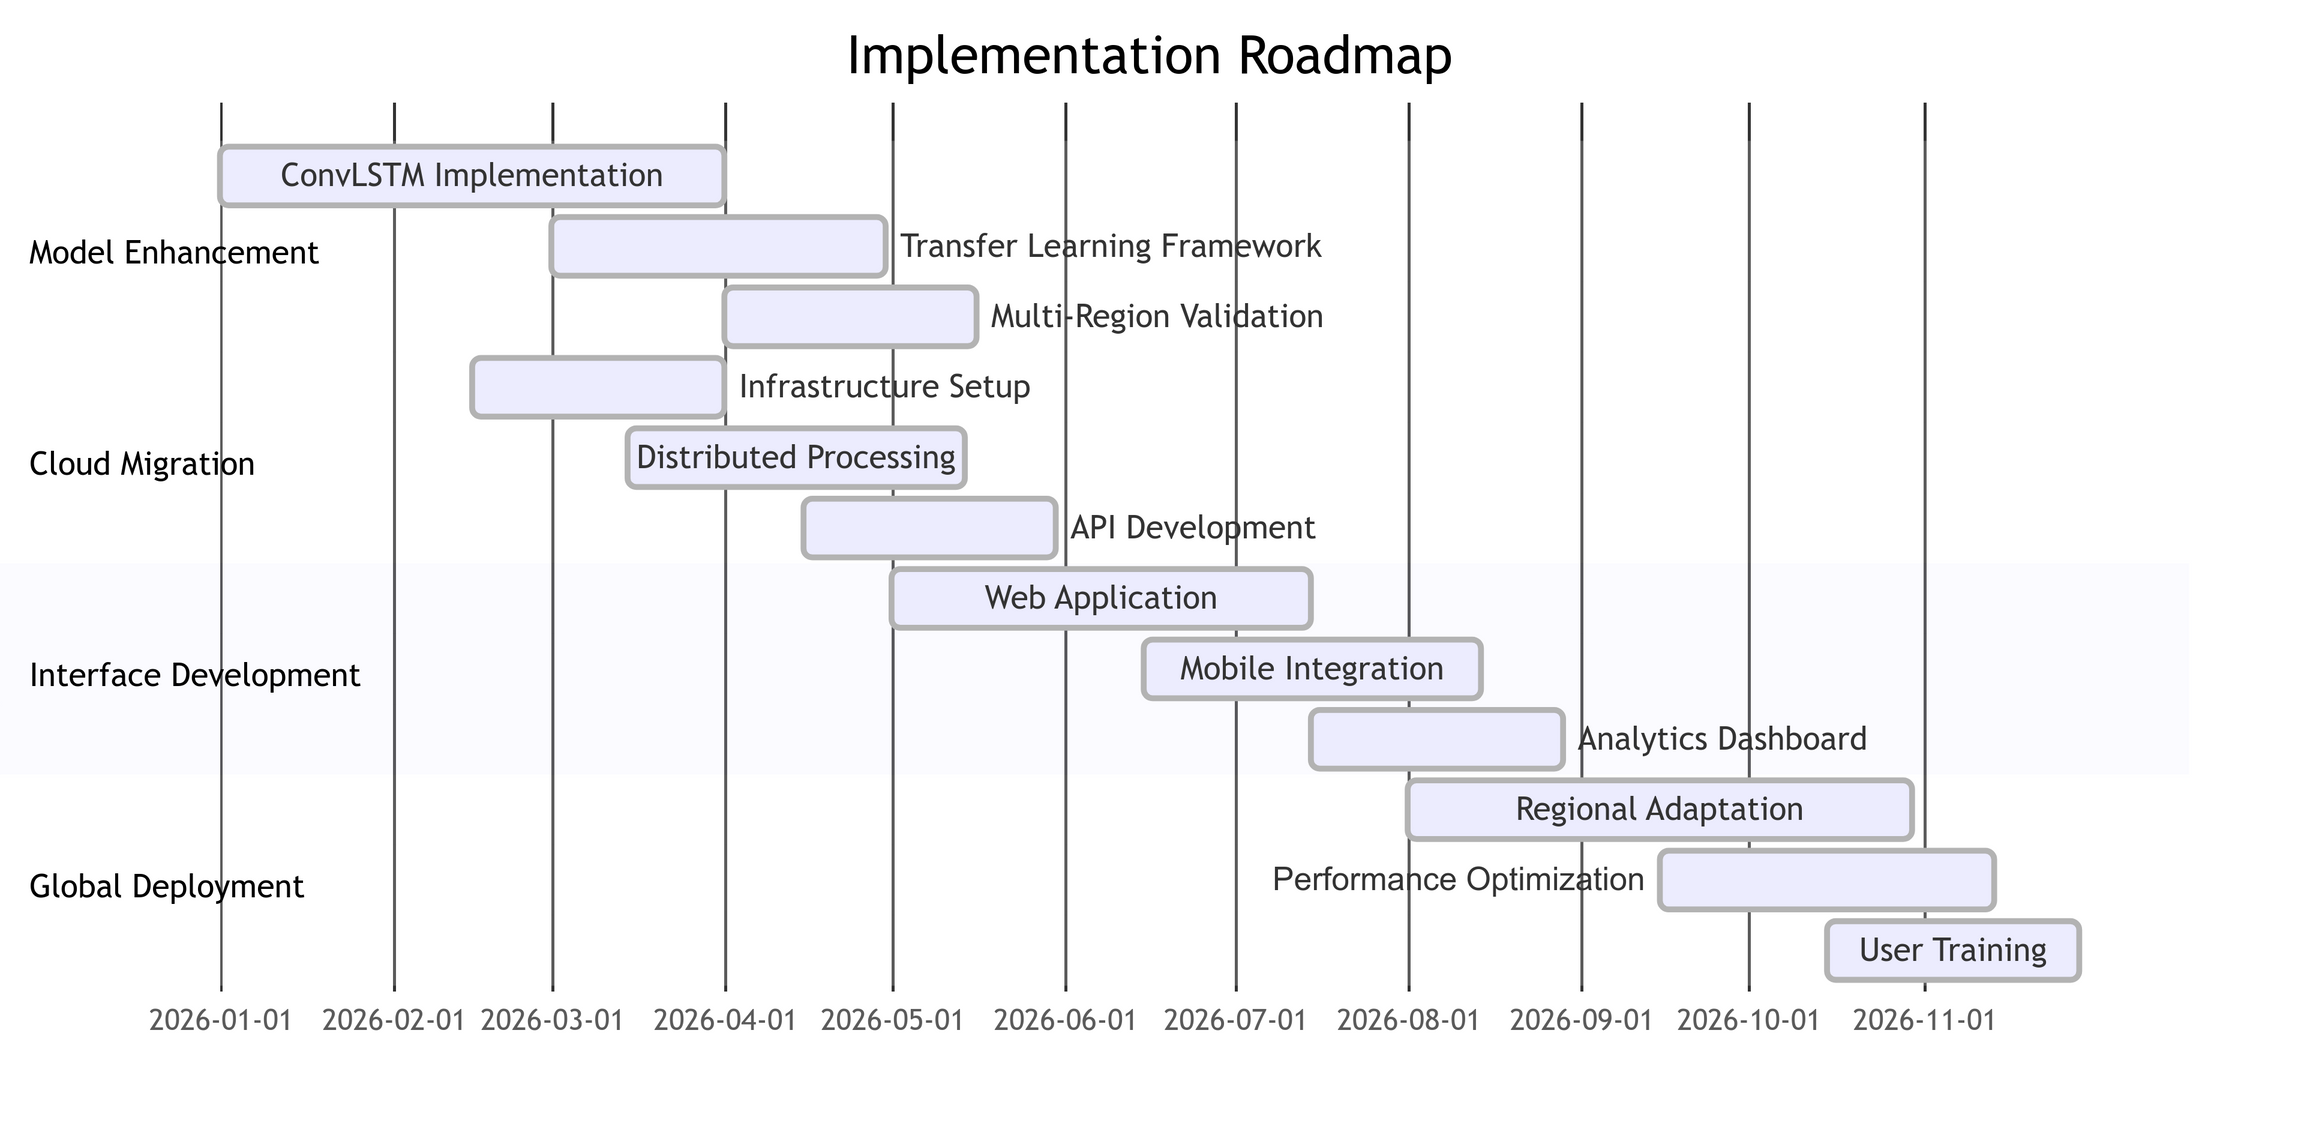 Implementation Roadmap
ConvLSTM Implementation
Model Enhancement
Transfer Learning Framework
Multi-Region Validation
Infrastructure Setup
Cloud Migration
Distributed Processing
API Development
Web Application
Interface Development
Mobile Integration
Analytics Dashboard
Regional Adaptation
Global Deployment
Performance Optimization
User Training
2026-01-01 2026-02-01 2026-03-01 2026-04-01 2026-05-01 2026-06-01 2026-07-01 2026-08-01 2026-09-01 2026-10-01 2026-11-01